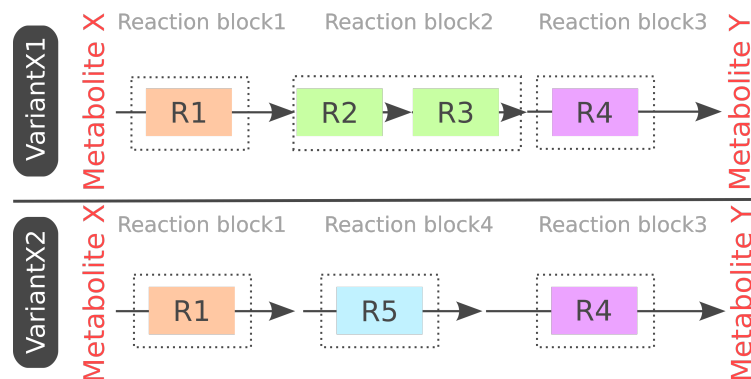 VariantX1
Metabolite X
Reaction block1
Reaction block2
Reaction block3
R1
R2
R3
R4
Metabolite Y
VariantX2
Metabolite X
Reaction block1
Reaction block4
Reaction block3
R1
R5
R4
Metabolite Y